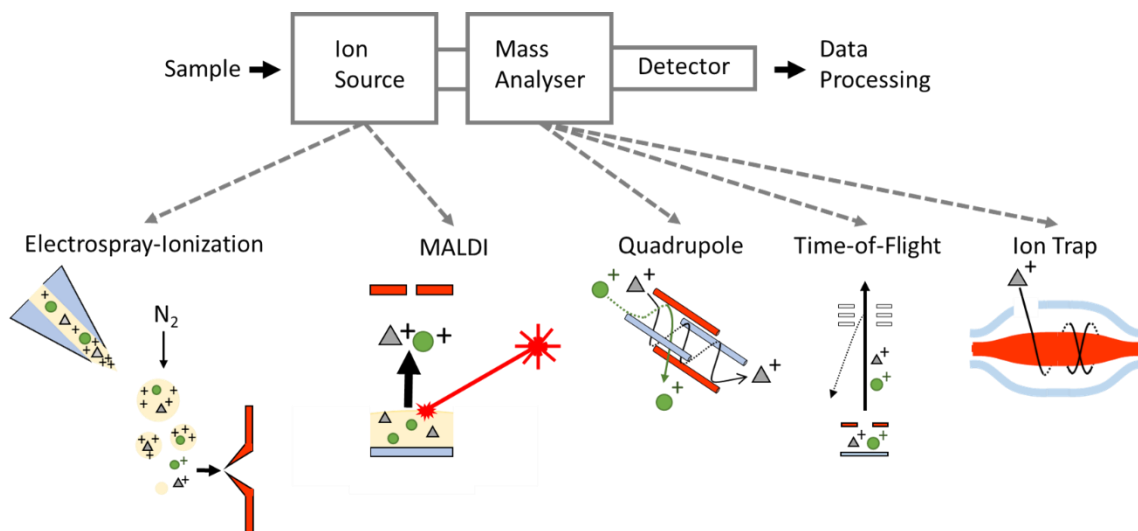 Sample
Ion
Source
Mass
Analyser
Detector
Data
Processing
Electrospray-Ionization
MALDI
Quadrupole
Time-of-Flight
Ion Trap
N₂